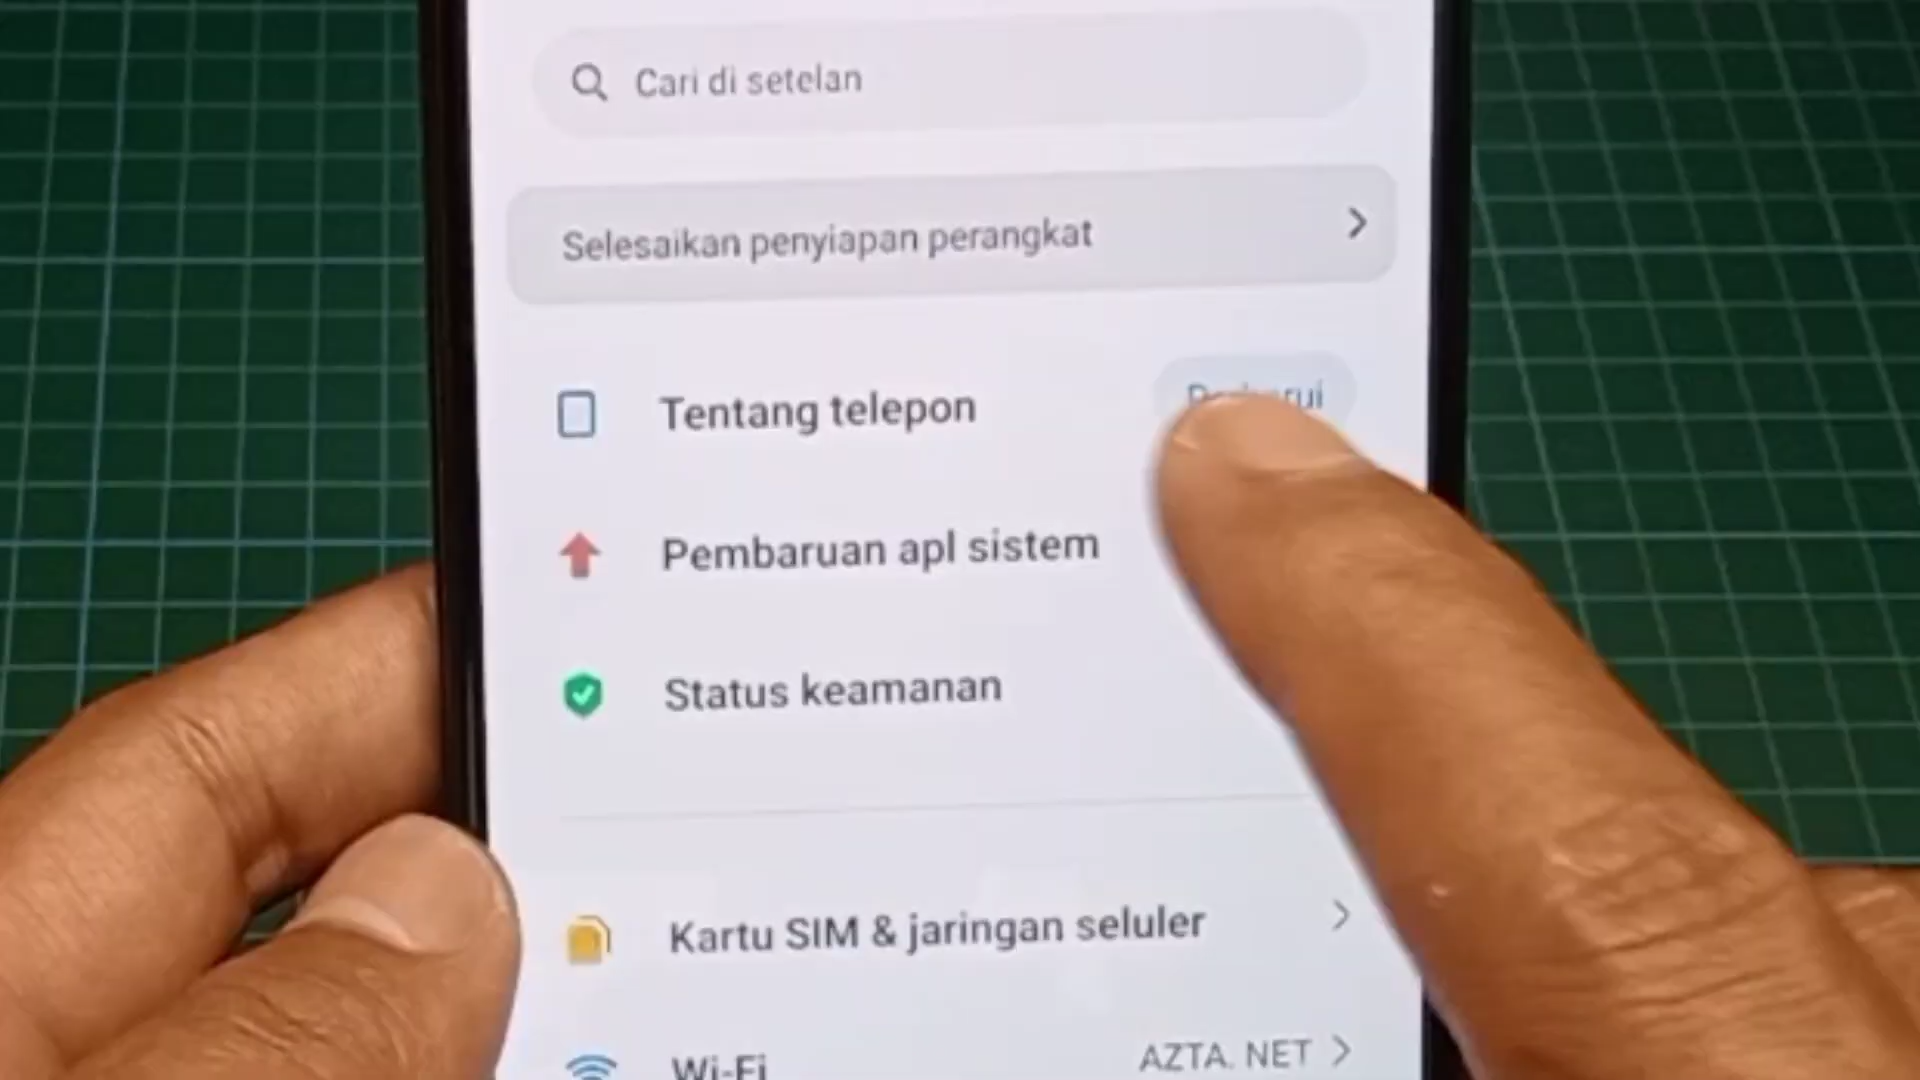 Cari di setelan
Selesaikan penyiapan perangkat
Tentang telepon
Pembaruan apl sistem
Status keamanan
Kartu SIM & jaringan seluler
Wi-Fi
AZTA. NET